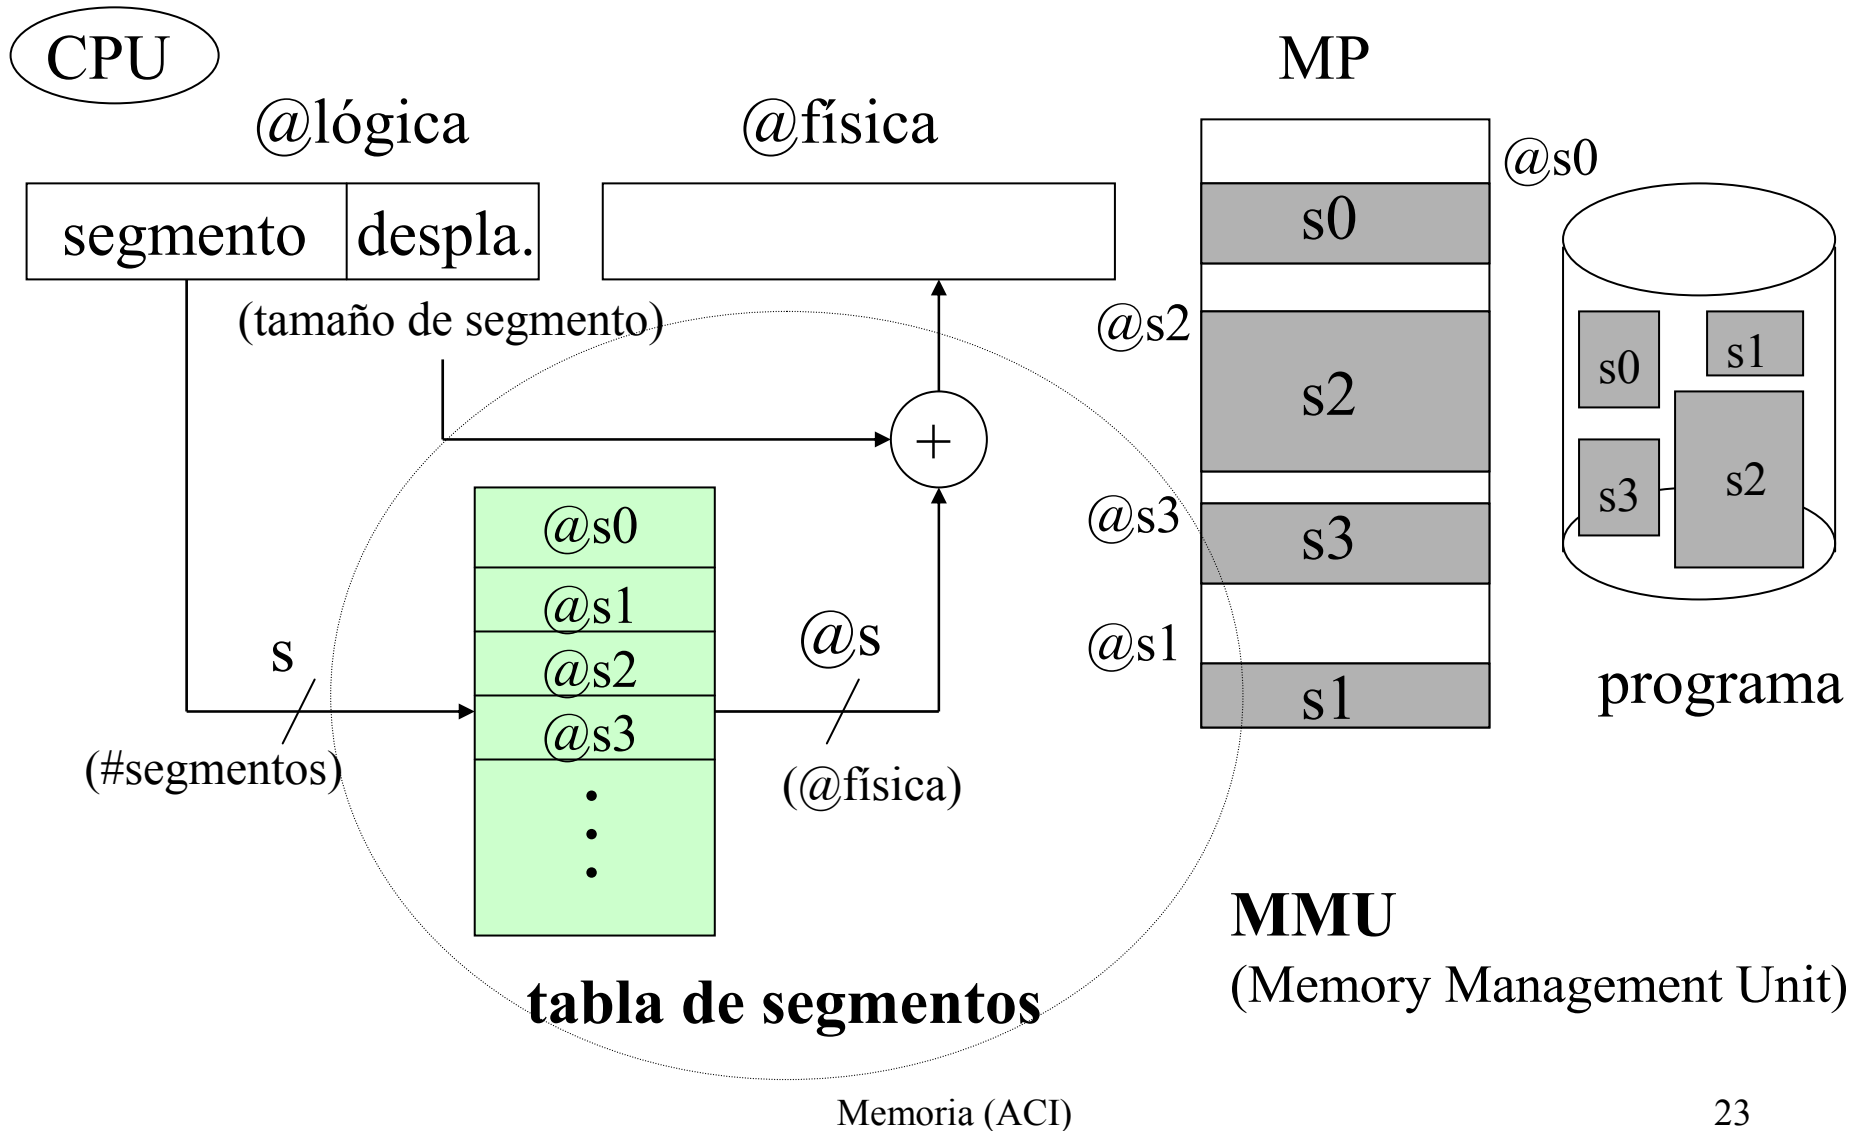 CPU
MP
@lógica
@física
@s0
segmento
despla.
s0
(tamaño de segmento)
@s2
s1
s0
s2
+
s2
@s3
s3
s3
@s0
@s1
@s2
@s3
s
@s
@s1
s1
programa
(#segmentos)
(@física)
MMU
(Memory Management Unit)
tabla de segmentos
Memoria (ACI)
23